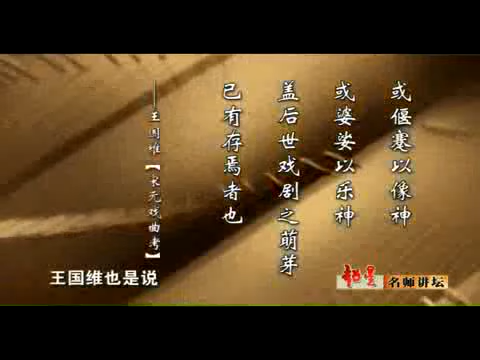 或偃蹇以像神
或婆娑以乐神
盖后世戏剧之萌芽
已有存焉者也
——王国维【宋元戏曲考】
王国维也是说
超星
名师讲坛